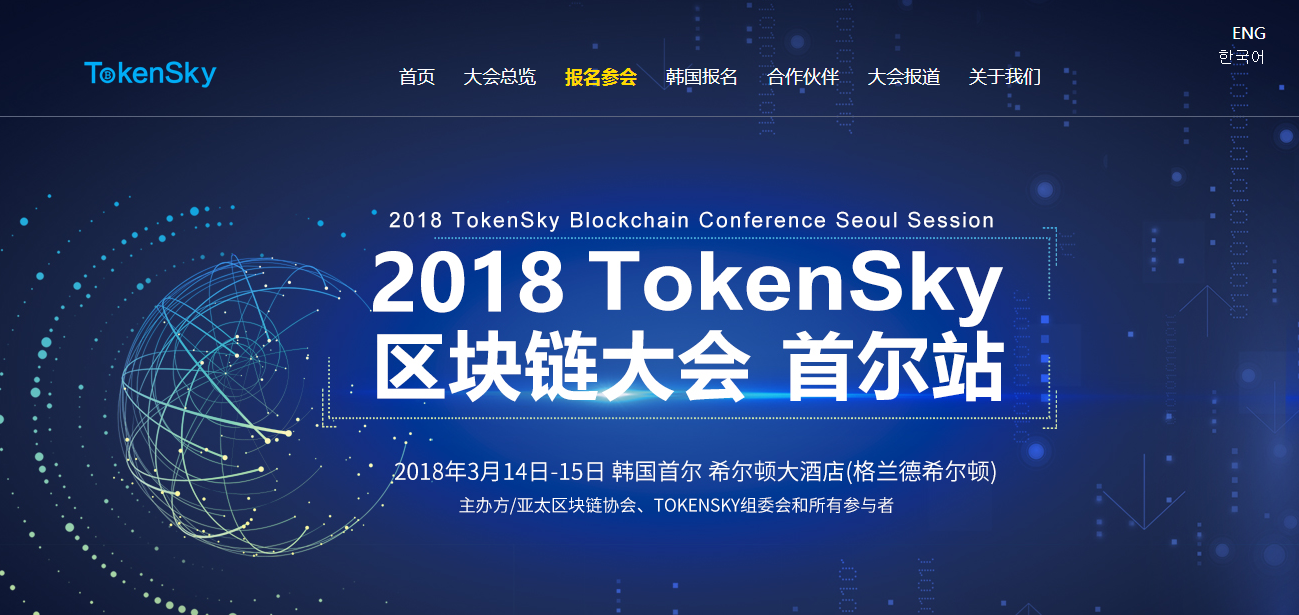 ENG
한국어
TokenSky
首页 大会总览 报名参会 韩国报名 合作伙伴 大会报道 关于我们
2018 TokenSky Blockchain Conference Seoul Session
2018 TokenSky
区块链大会 首尔站
2018年3月14日-15日 韩国首尔 希尔顿大酒店(格兰德希尔顿)
主办方/亚太区块链协会、TOKENSKY组委会和所有参与者